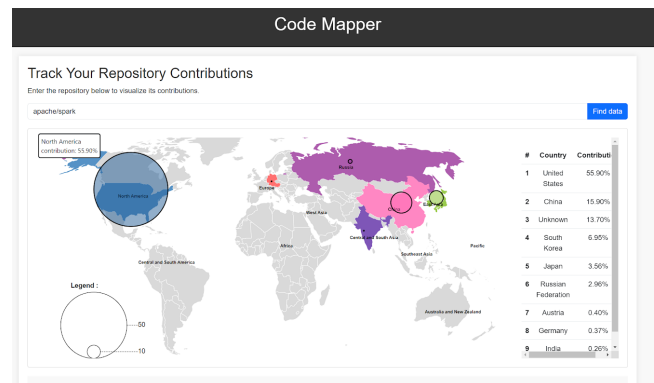 Code Mapper
Track Your Repository Contributions
Enter the repository below to visualize its contributions.
apache/spark
Find data
North America
contribution: 55.90%
North America
Russia
Europe
China
West Asia
Africa
Central and South Asia
Pacific
Southeast Asia
Central and South America
Australia and New Zealand
Legend :
50
10
# Country Contributi
1 United States 55.90%
2 China 15.90%
3 Unknown 13.70%
4 South Korea 6.95%
5 Japan 3.56%
6 Russian Federation 2.96%
7 Austria 0.40%
8 Germany 0.37%
9 India 0.26%